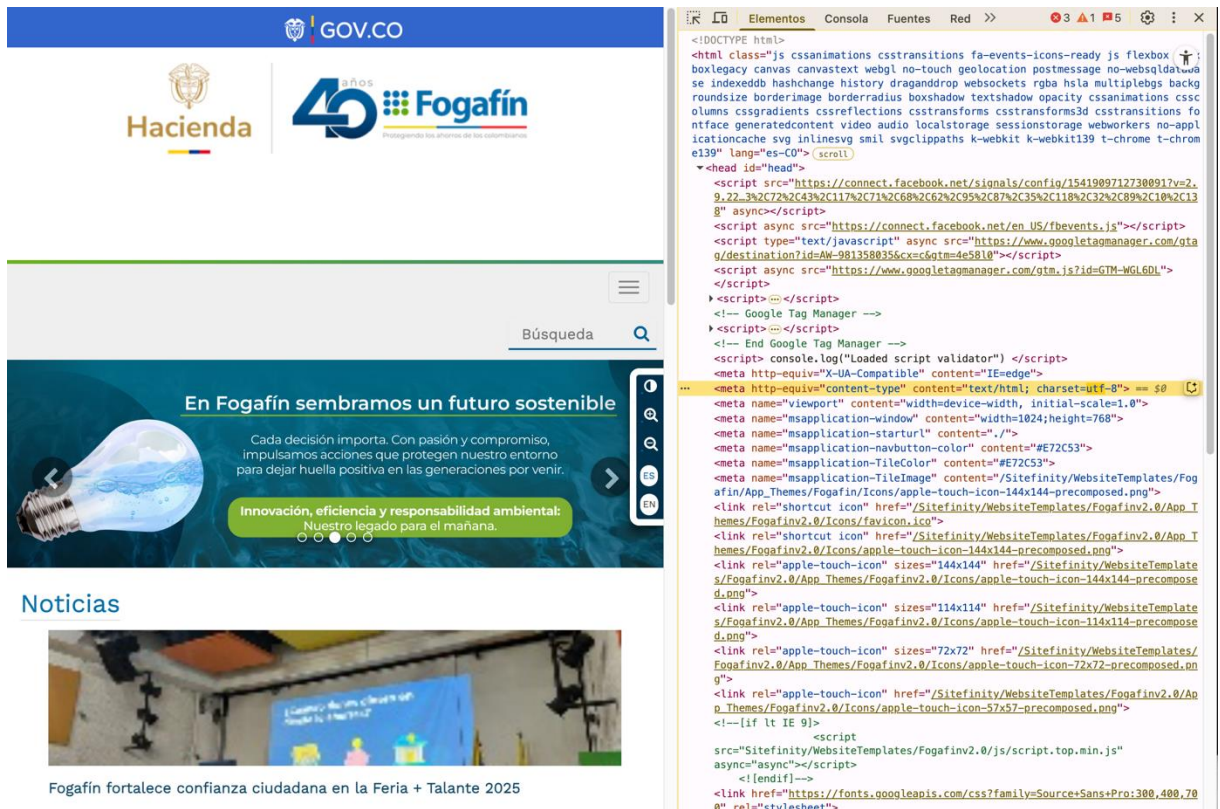 GOV.CO
Hacienda
40 años Fogafín
Protegiendo los ahorros de los colombianos
Búsqueda
En Fogafín sembramos un futuro sostenible
Cada decisión importa. Con pasión y compromiso,
impulsamos acciones que protegen nuestro entorno
para dejar huella positiva en las generaciones por venir.
Innovación, eficiencia y responsabilidad ambiental:
Nuestro legado para el mañana.
ES
EN
Noticias
Fogafín fortalece confianza ciudadana en la Feria + Talante 2025
Elementos Consola Fuentes Red 3 1 5
<!DOCTYPE html>
<html class="js cssanimations csstransitions fa-events-icons-ready js flexbox
boxlegacy canvas canvastext webgl no-touch geolocation postmessage no-websqldataba
se indexeddb hashchange history draganddrop websockets rgba hsla multiplebgs backg
roundsize borderimage borderradius boxshadow textshadow opacity cssanimations cssc
olumns cssgradients cssreflections csstransforms csstransforms3d csstransitions fo
ntface generatedcontent video audio localstorage sessionstorage webworkers no-appl
icationcache svg inlinesvg smil svgclippaths k-webkit k-webkit139 t-chrome t-chrom
e139" lang="es-CO"> scroll
<head id="head">
<script src="https://connect.facebook.net/signals/config/1541909712730091?v=2.
9.22…3%2C72%2C43%2C117%2C71%2C68%2C62%2C95%2C87%2C35%2C118%2C32%2C89%2C10%2C13
8" async></script>
<script async src="https://connect.facebook.net/en_US/fbevents.js"></script>
<script type="text/javascript" async src="https://www.googletagmanager.com/gta
g/destination?id=AW-981358035&cx=c&gtm=4e58l0"></script>
<script async src="https://www.googletagmanager.com/gtm.js?id=GTM-WGL6DL">
</script>
<script>…</script>
<!-- Google Tag Manager -->
<script>…</script>
<!-- End Google Tag Manager -->
<script> console.log("Loaded script validator") </script>
<meta http-equiv="X-UA-Compatible" content="IE=edge">
… <meta http-equiv="content-type" content="text/html; charset=utf-8"> == $0
<meta name="viewport" content="width=device-width, initial-scale=1.0">
<meta name="msapplication-window" content="width=1024;height=768">
<meta name="msapplication-starturl" content="./">
<meta name="msapplication-navbutton-color" content="#E72C53">
<meta name="msapplication-TileColor" content="#E72C53">
<meta name="msapplication-TileImage" content="/Sitefinity/WebsiteTemplates/Fog
afin/App_Themes/Fogafin/Icons/apple-touch-icon-144x144-precomposed.png">
<link rel="shortcut icon" href="/Sitefinity/WebsiteTemplates/Fogafinv2.0/App_T
hemes/Fogafinv2.0/Icons/favicon.ico">
<link rel="shortcut icon" href="/Sitefinity/WebsiteTemplates/Fogafinv2.0/App_T
hemes/Fogafinv2.0/Icons/apple-touch-icon-144x144-precomposed.png">
<link rel="apple-touch-icon" sizes="144x144" href="/Sitefinity/WebsiteTemplate
s/Fogafinv2.0/App_Themes/Fogafinv2.0/Icons/apple-touch-icon-144x144-precompose
d.png">
<link rel="apple-touch-icon" sizes="114x114" href="/Sitefinity/WebsiteTemplate
s/Fogafinv2.0/App_Themes/Fogafinv2.0/Icons/apple-touch-icon-114x114-precompose
d.png">
<link rel="apple-touch-icon" sizes="72x72" href="/Sitefinity/WebsiteTemplates/
Fogafinv2.0/App_Themes/Fogafinv2.0/Icons/apple-touch-icon-72x72-precomposed.pn
g">
<link rel="apple-touch-icon" href="/Sitefinity/WebsiteTemplates/Fogafinv2.0/Ap
p_Themes/Fogafinv2.0/Icons/apple-touch-icon-57x57-precomposed.png">
<!--[if lt IE 9]>
<script
src="Sitefinity/WebsiteTemplates/Fogafinv2.0/js/script.top.min.js"
async="async"></script>
<![endif]-->
<link href="https://fonts.googleapis.com/css?family=Source+Sans+Pro:300,400,70
0" rel="stylesheet">